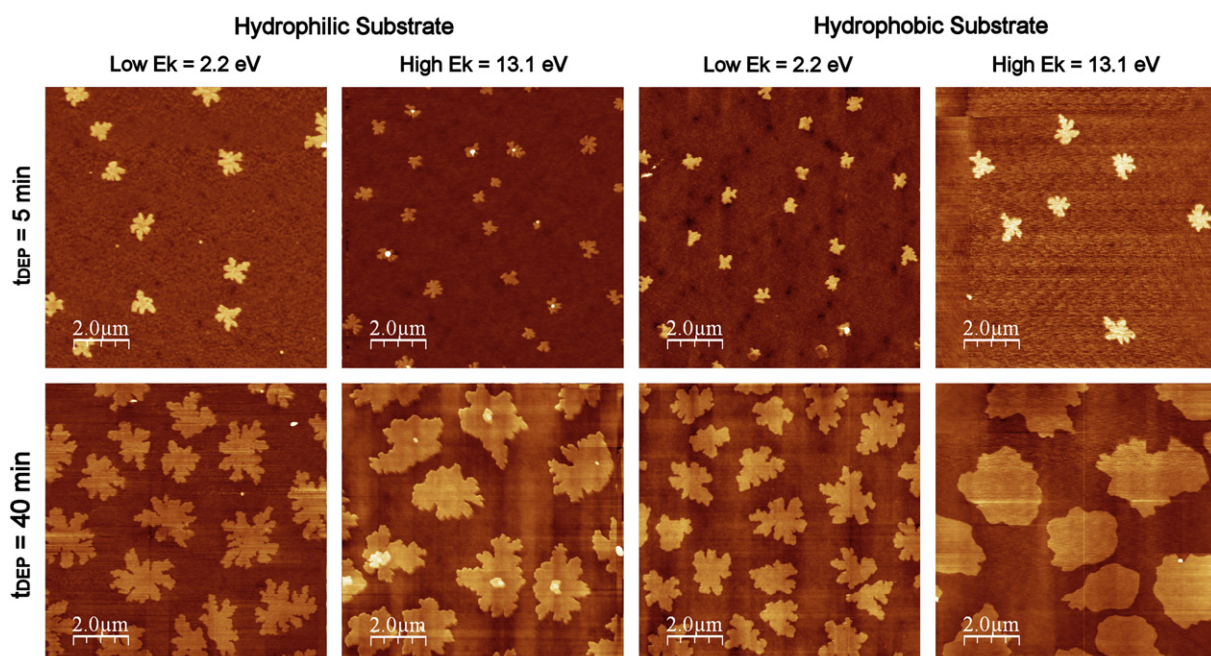 Hydrophilic Substrate
Hydrophobic Substrate
Low Ek = 2.2 eV
High Ek = 13.1 eV
Low Ek = 2.2 eV
High Ek = 13.1 eV
tDEP = 5 min
2.0µm
2.0µm
2.0µm
2.0µm
tDEP = 40 min
2.0µm
2.0µm
2.0µm
2.0µm